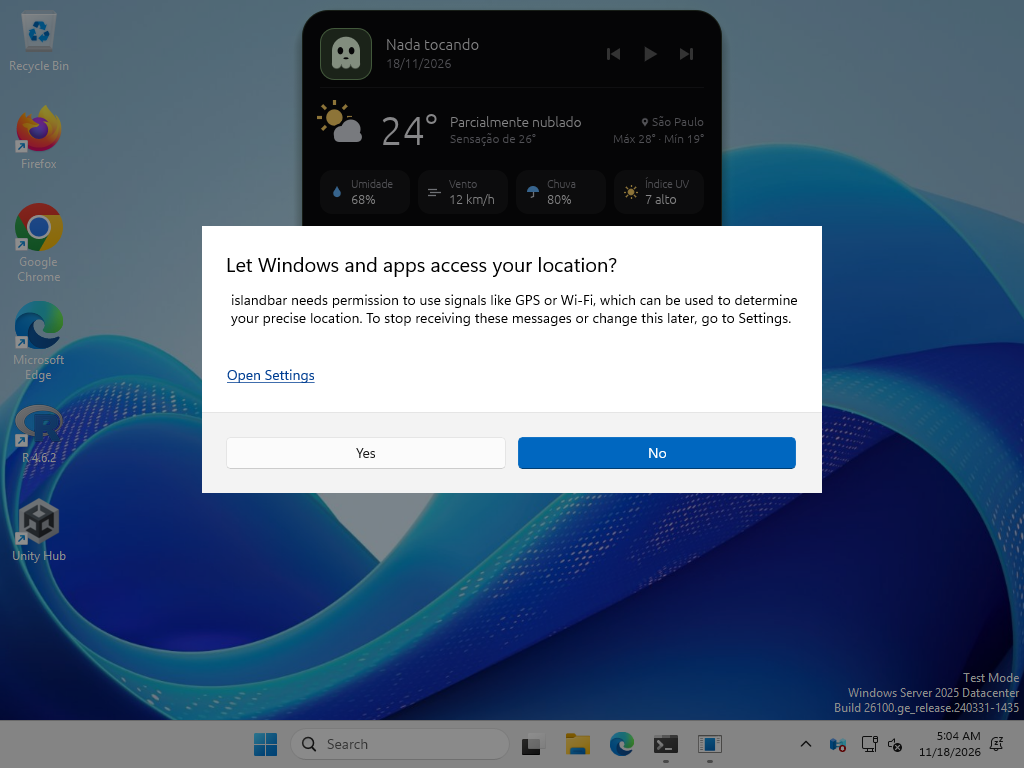 Recycle Bin
Firefox
Google
Chrome
Microsoft
Edge
R 4.6.2
Unity Hub
Nada tocando
18/11/2026
24°
Parcialmente nublado
Sensação de 26°
São Paulo
Máx 28° · Mín 19°
Umidade
68%
Vento
12 km/h
Chuva
80%
Índice UV
7 alto
Let Windows and apps access your location?
islandbar needs permission to use signals like GPS or Wi-Fi, which can be used to determine
your precise location. To stop receiving these messages or change this later, go to Settings.
Open Settings
Yes
No
Test Mode
Windows Server 2025 Datacenter
Build 26100.ge_release.240331-1435
Search
5:04 AM
11/18/2026